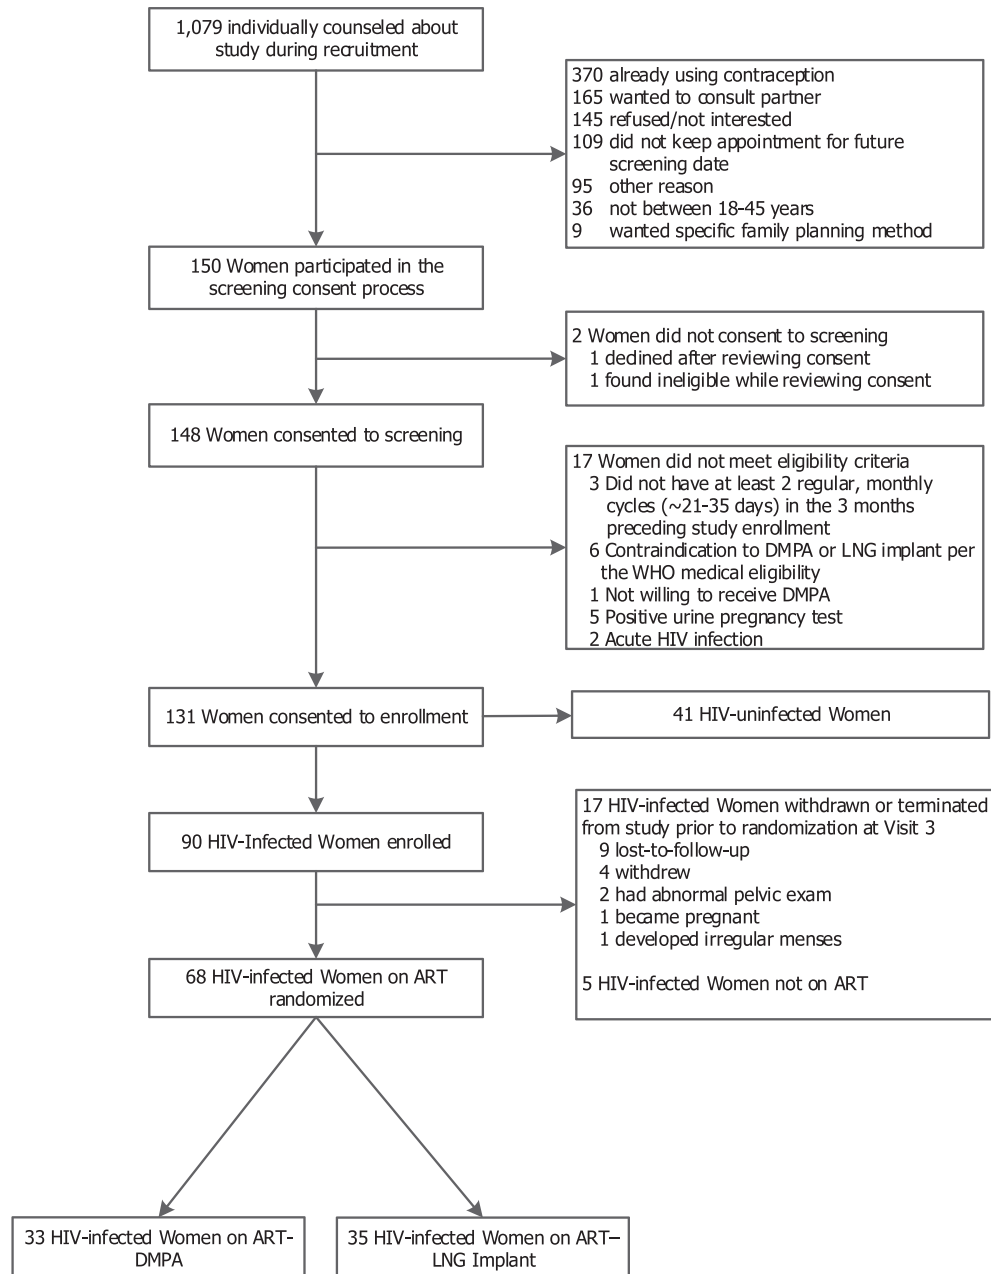 1,079 individually counseled about
study during recruitment
370 already using contraception
165 wanted to consult partner
145 refused/not interested
109 did not keep appointment for future
screening date
95 other reason
36 not between 18-45 years
9 wanted specific family planning method
150 Women participated in the
screening consent process
2 Women did not consent to screening
1 declined after reviewing consent
1 found ineligible while reviewing consent
148 Women consented to screening
17 Women did not meet eligibility criteria
3 Did not have at least 2 regular, monthly
cycles (~21-35 days) in the 3 months
preceding study enrollment
6 Contraindication to DMPA or LNG implant per
the WHO medical eligibility
1 Not willing to receive DMPA
5 Positive urine pregnancy test
2 Acute HIV infection
131 Women consented to enrollment
41 HIV-uninfected Women
90 HIV-Infected Women enrolled
17 HIV-infected Women withdrawn or terminated
from study prior to randomization at Visit 3
9 lost-to-follow-up
4 withdrew
2 had abnormal pelvic exam
1 became pregnant
1 developed irregular menses
5 HIV-infected Women not on ART
68 HIV-infected Women on ART
randomized
33 HIV-infected Women on ART-
DMPA
35 HIV-infected Women on ART–
LNG Implant